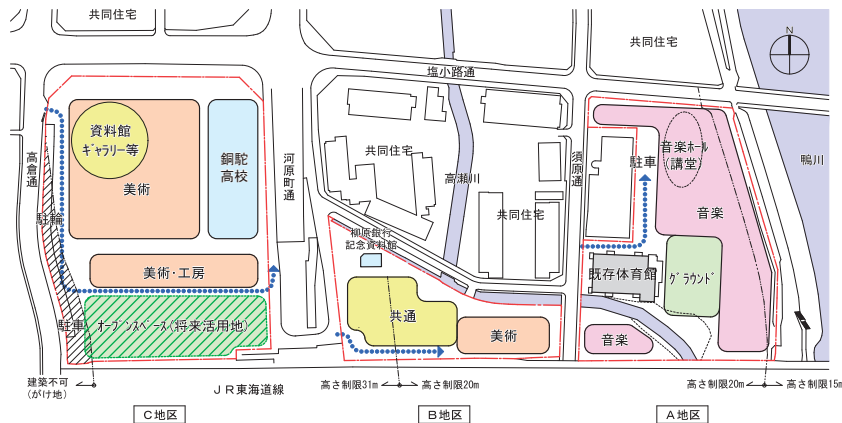 共同住宅
共同住宅
N
塩小路通
資料館
ギャラリー等
美術
銅駝
高校
高倉通
駐輪
河原町通
共同住宅
高瀬川
共同住宅
須原通
駐車
音楽ホール
(講堂)
音楽
鴨川
柳原銀行
記念資料館
美術・工房
既存体育館
グラウンド
駐車
オープンスペース(将来活用地)
共通
美術
音楽
建築不可
(がけ地)
JR東海道線
高さ制限31m
高さ制限20m
高さ制限20m
高さ制限15m
C地区
B地区
A地区